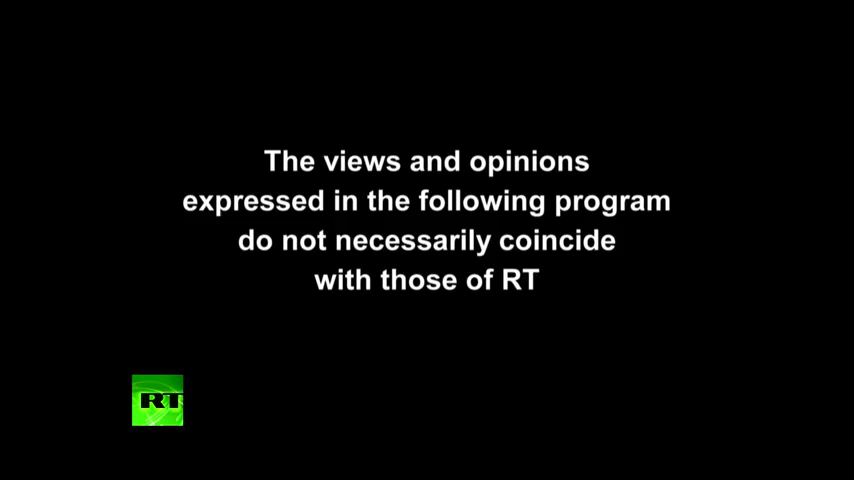 The views and opinions
expressed in the following program
do not necessarily coincide
with those of RT
RT